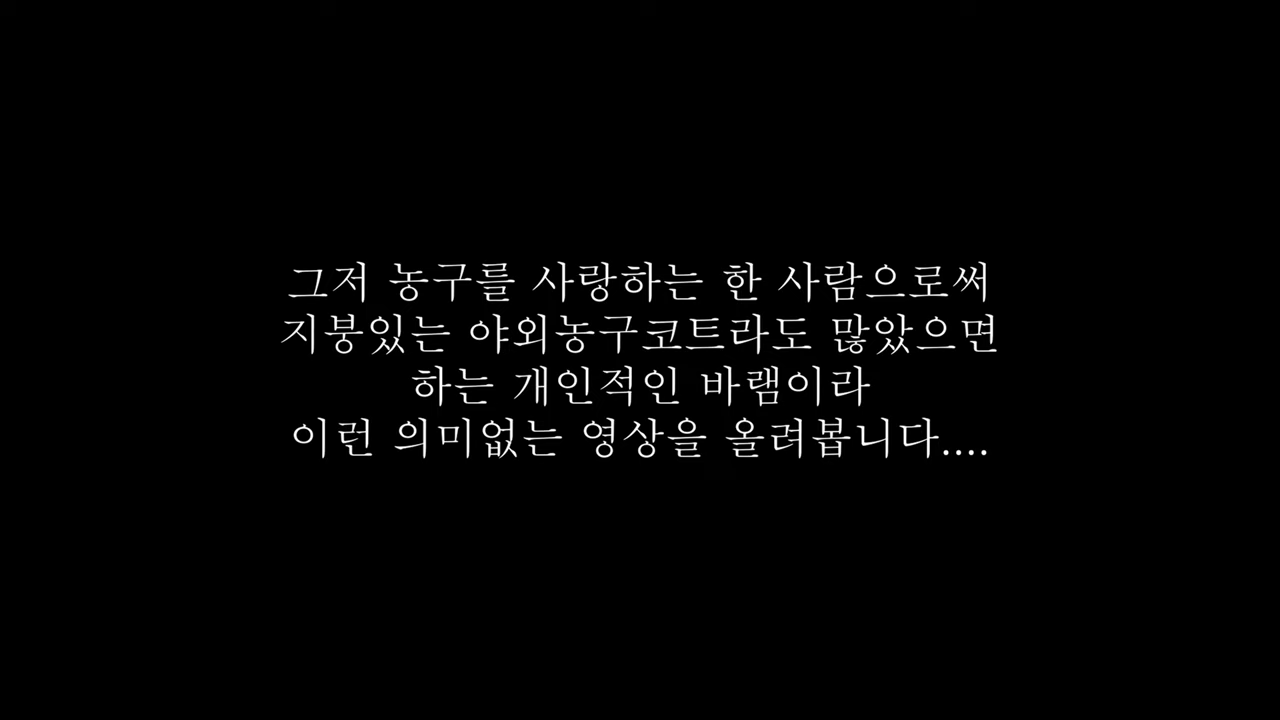 그저 농구를 사랑하는 한 사람으로써
지붕있는 야외농구코트라도 많았으면
하는 개인적인 바램이라
이런 의미없는 영상을 올려봅니다....